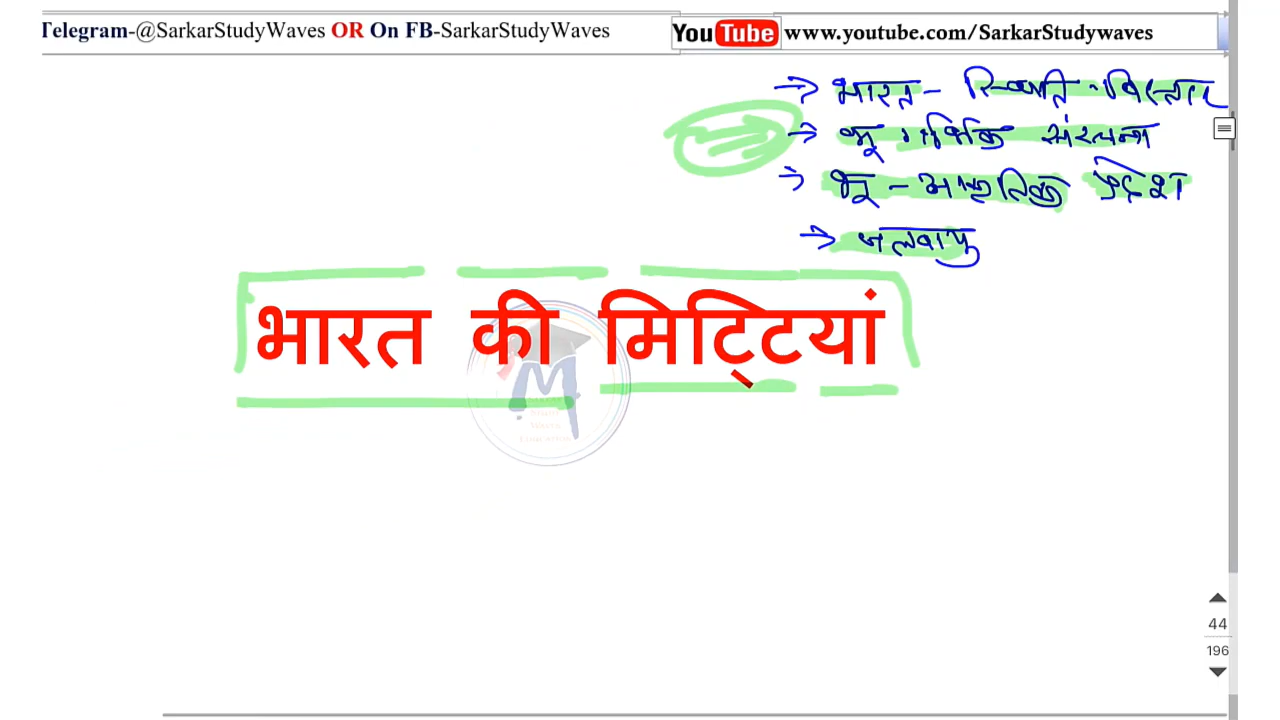 Telegram-@SarkarStudyWaves OR On FB-SarkarStudywaves
YouTube www.youtube.com/SarkarStudywaves
→ भारत - स्थिति - विस्तार
→ भू गर्भिक संरचना
→ भू - आकृतिक प्रदेश
→ जलवायु
भारत की मिट्टियां
44
196